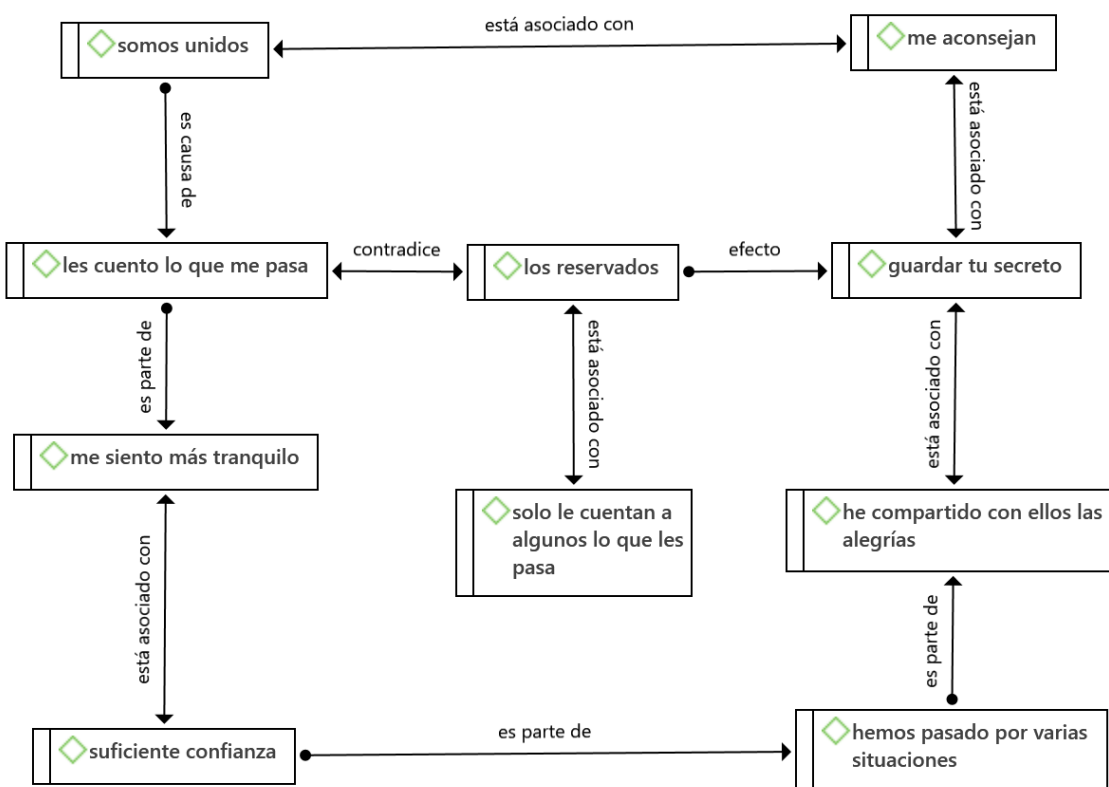 somos unidos
está asociado con
me aconsejan
es causa de
está asociado con
les cuento lo que me pasa
contradice
los reservados
efecto
guardar tu secreto
es parte de
está asociado con
está asociado con
me siento más tranquilo
solo le cuentan a
algunos lo que les
pasa
he compartido con ellos las
alegrías
está asociado con
es parte de
suficiente confianza
es parte de
hemos pasado por varias
situaciones